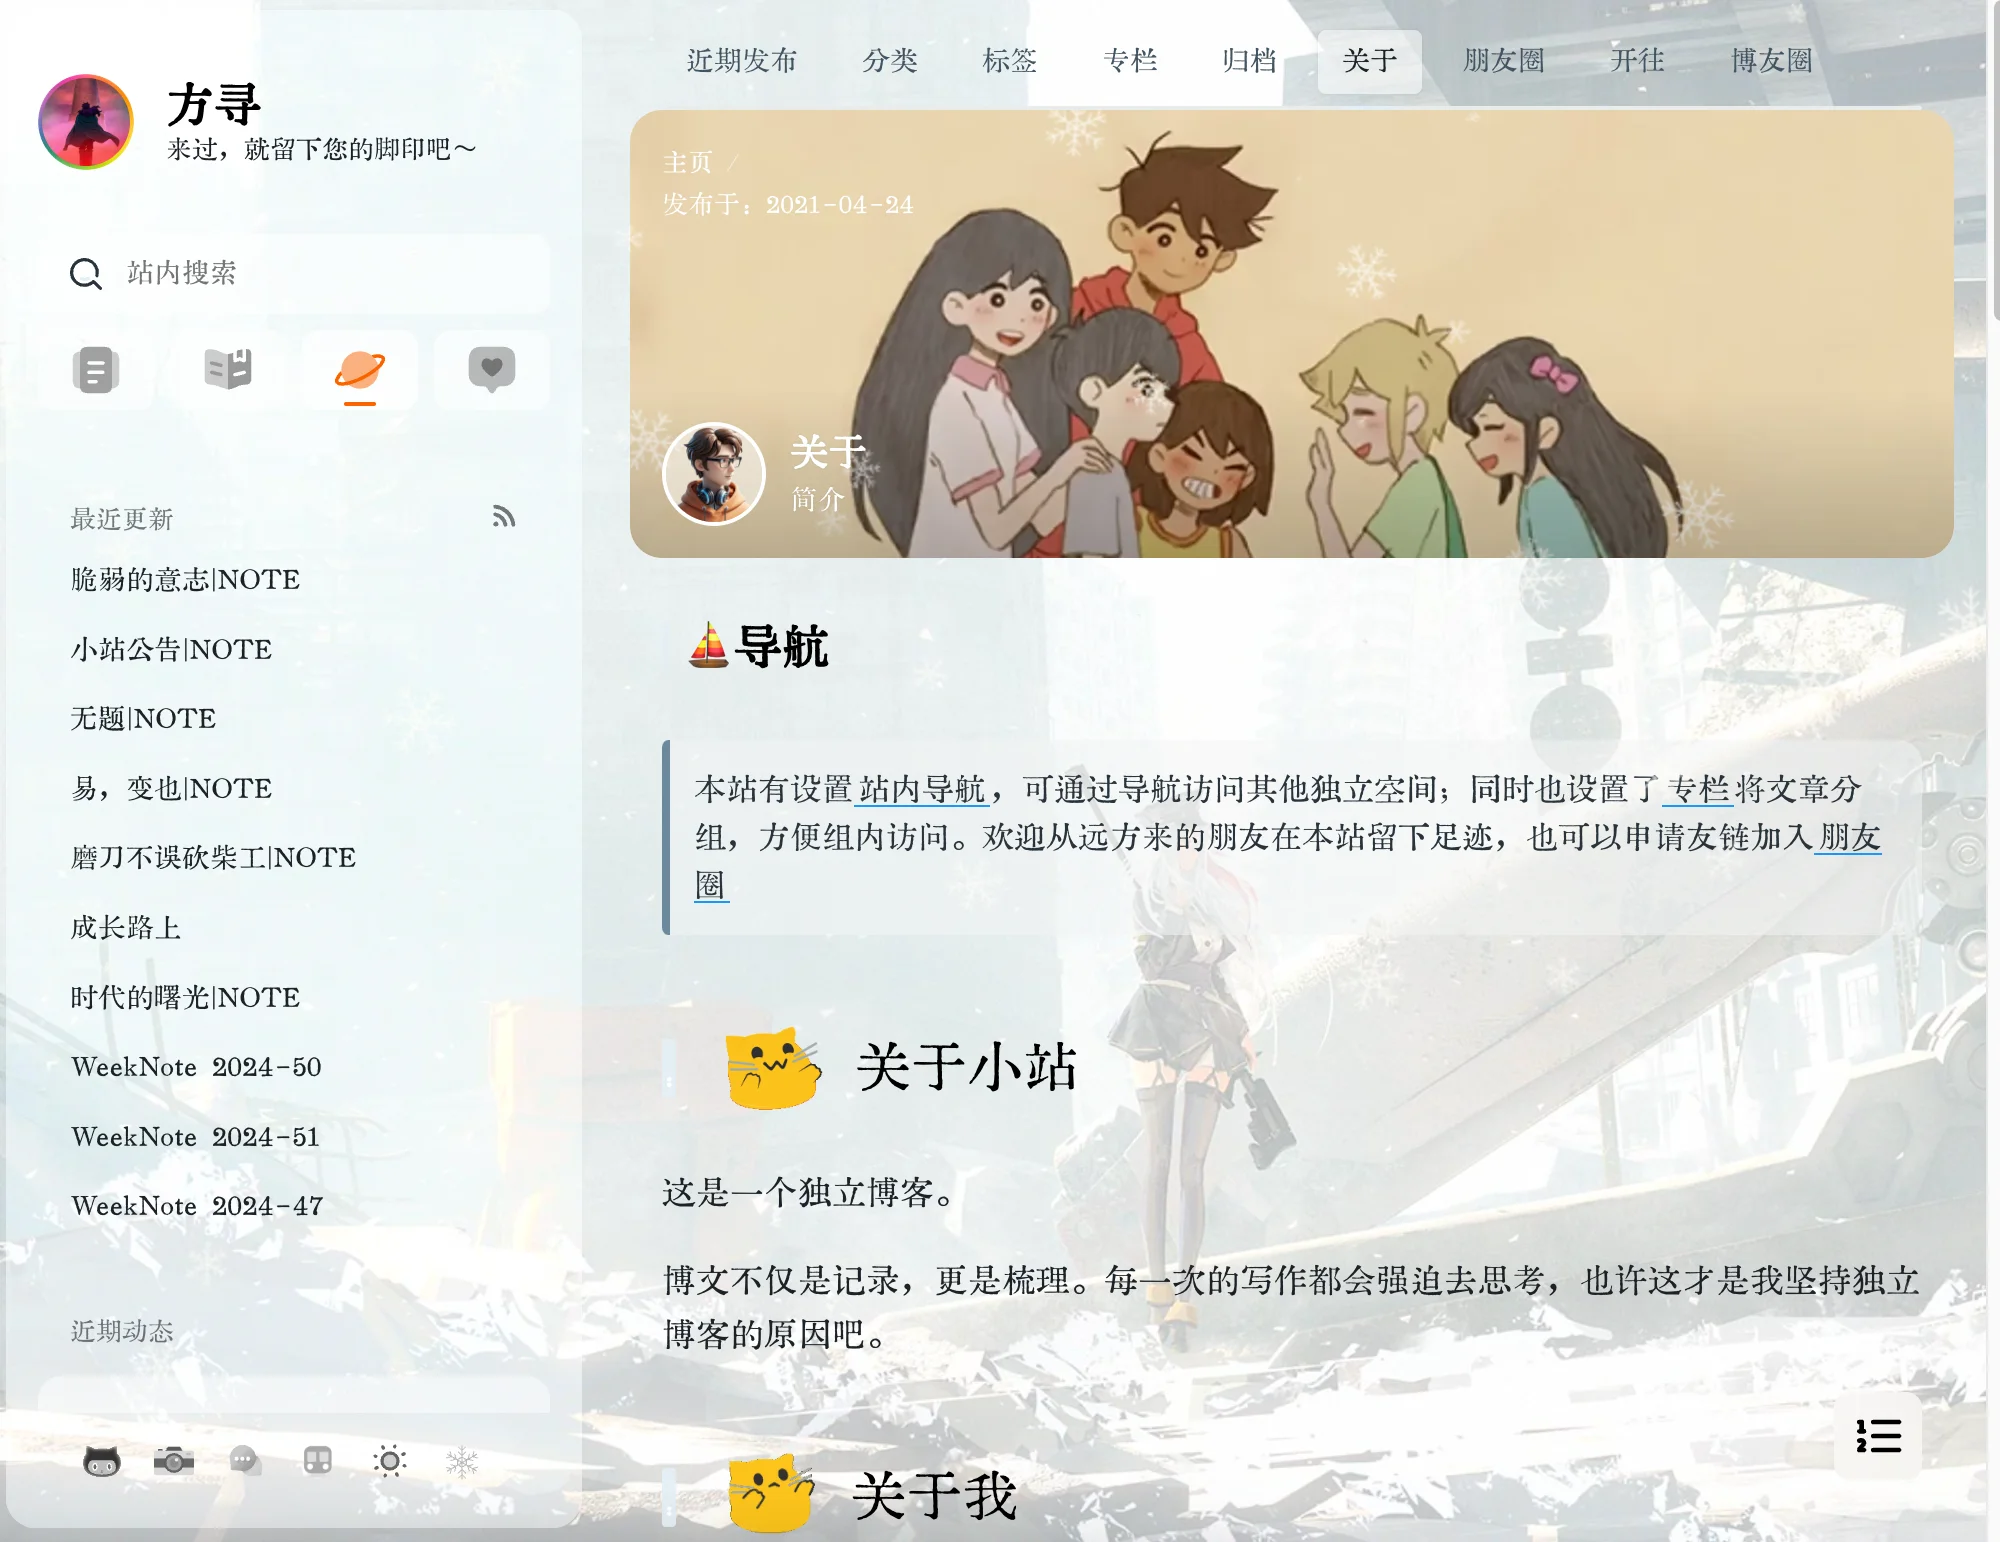 方寻
来过，就留下您的脚印吧～
站内搜索
最近更新
脆弱的意志|NOTE
小站公告|NOTE
无题|NOTE
易，变也|NOTE
磨刀不误砍柴工|NOTE
成长路上
时代的曙光|NOTE
WeekNote 2024-50
WeekNote 2024-51
WeekNote 2024-47
近期动态
近期发布 分类 标签 专栏 归档 关于 朋友圈 开往 博友圈
主页 /
发布于：2021-04-24
关于
简介
导航
本站有设置站内导航，可通过导航访问其他独立空间；同时也设置了专栏将文章分
组，方便组内访问。欢迎从远方来的朋友在本站留下足迹，也可以申请友链加入朋友
圈
关于小站
这是一个独立博客。
博文不仅是记录，更是梳理。每一次的写作都会强迫去思考，也许这才是我坚持独立
博客的原因吧。
关于我